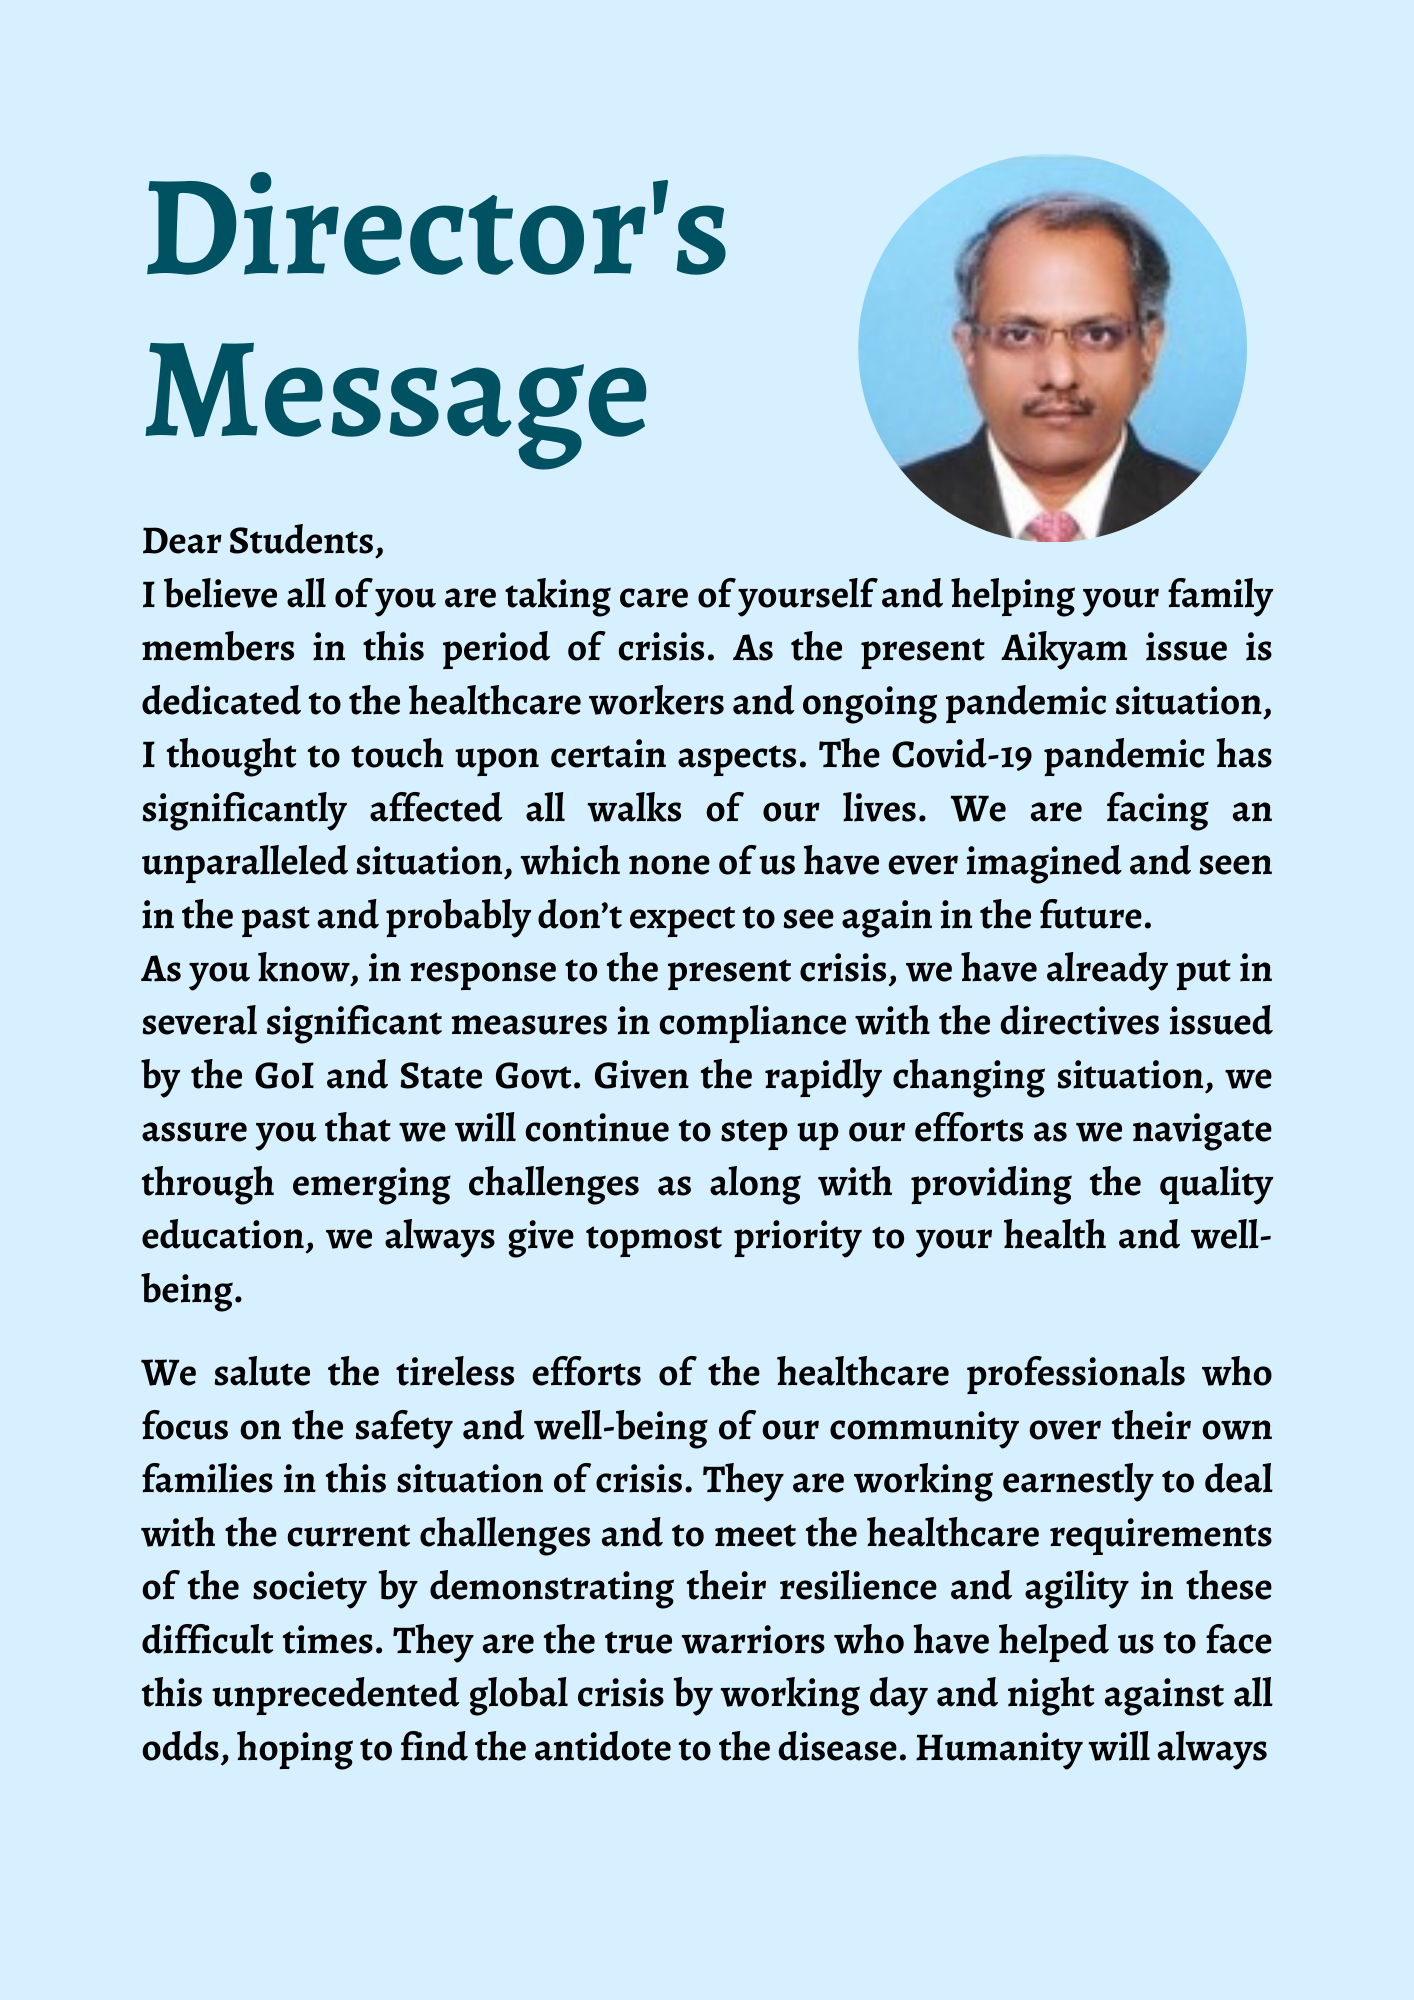 Director's
Message
Dear Students,
I believe all of you are taking care of yourself and helping your family
members in this period of crisis. As the present Aikyam issue is
dedicated to the healthcare workers and ongoing pandemic situation,
I thought to touch upon certain aspects. The Covid-19 pandemic has
significantly affected all walks of our lives. We are facing an
unparalleled situation, which none of us have ever imagined and seen
in the past and probably don’t expect to see again in the future.
As you know, in response to the present crisis, we have already put in
several significant measures in compliance with the directives issued
by the GoI and State Govt. Given the rapidly changing situation, we
assure you that we will continue to step up our efforts as we navigate
through emerging challenges as along with providing the quality
education, we always give topmost priority to your health and well-
being.
We salute the tireless efforts of the healthcare professionals who
focus on the safety and well-being of our community over their own
families in this situation of crisis. They are working earnestly to deal
with the current challenges and to meet the healthcare requirements
of the society by demonstrating their resilience and agility in these
difficult times. They are the true warriors who have helped us to face
this unprecedented global crisis by working day and night against all
odds, hoping to find the antidote to the disease. Humanity will always